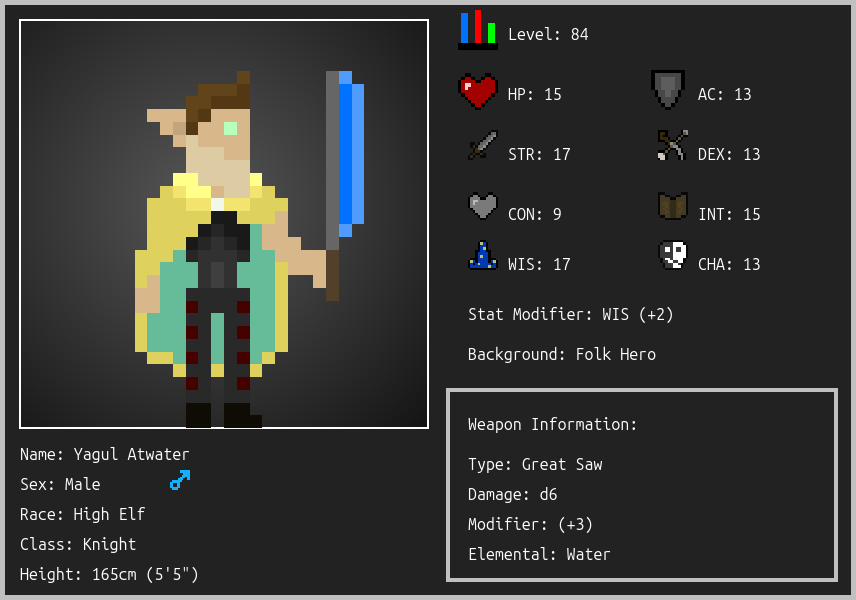 Level: 84
HP: 15
AC: 13
STR: 17
DEX: 13
CON: 9
INT: 15
WIS: 17
CHA: 13
Stat Modifier: WIS (+2)
Background: Folk Hero
Weapon Information:
Type: Great Saw
Damage: d6
Modifier: (+3)
Elemental: Water
Name: Yagul Atwater
Sex: Male
Race: High Elf
Class: Knight
Height: 165cm (5'5")